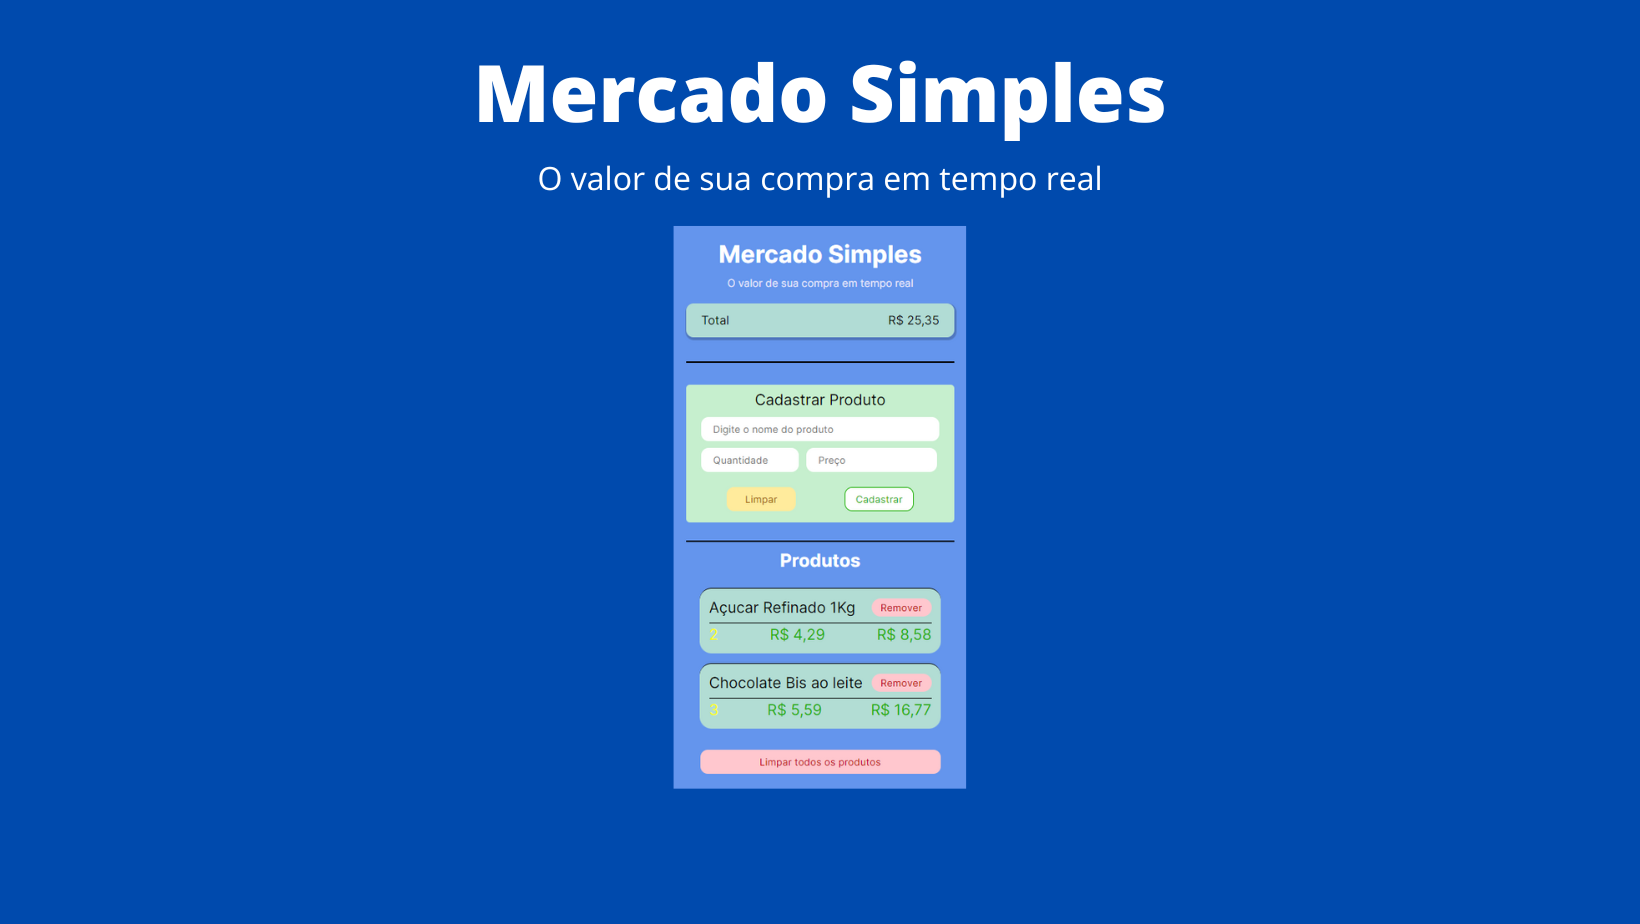 Mercado Simples
O valor de sua compra em tempo real
Mercado Simples
O valor de sua compra em tempo real
Total R$ 25,35
Cadastrar Produto
Digite o nome do produto
Quantidade Preço
Limpar Cadastrar
Produtos
Açucar Refinado 1Kg Remover
2 R$ 4,29 R$ 8,58
Chocolate Bis ao leite Remover
3 R$ 5,59 R$ 16,77
Limpar todos os produtos